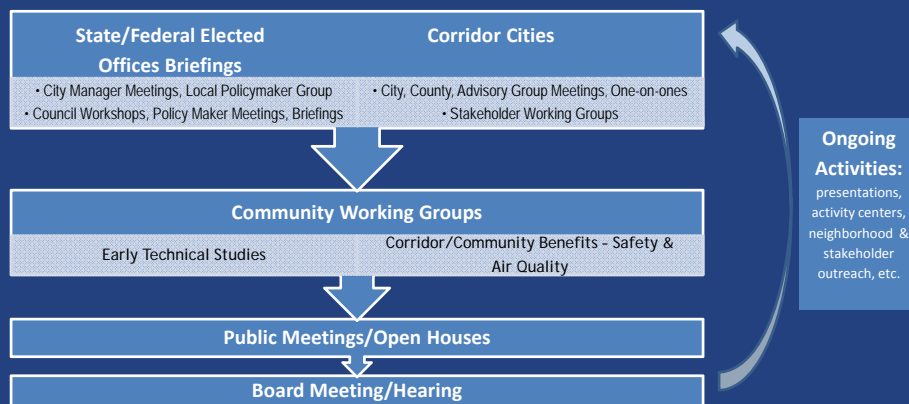 State/Federal Elected
Offices Briefings
• City Manager Meetings, Local Policymaker Group
• Council Workshops, Policy Maker Meetings, Briefings
Corridor Cities
• City, County, Advisory Group Meetings, One-on-ones
• Stakeholder Working Groups
Community Working Groups
Early Technical Studies
Corridor/Community Benefits - Safety &
Air Quality
Public Meetings/Open Houses
Board Meeting/Hearing
Ongoing
Activities:
presentations,
activity centers,
neighborhood &
stakeholder
outreach, etc.